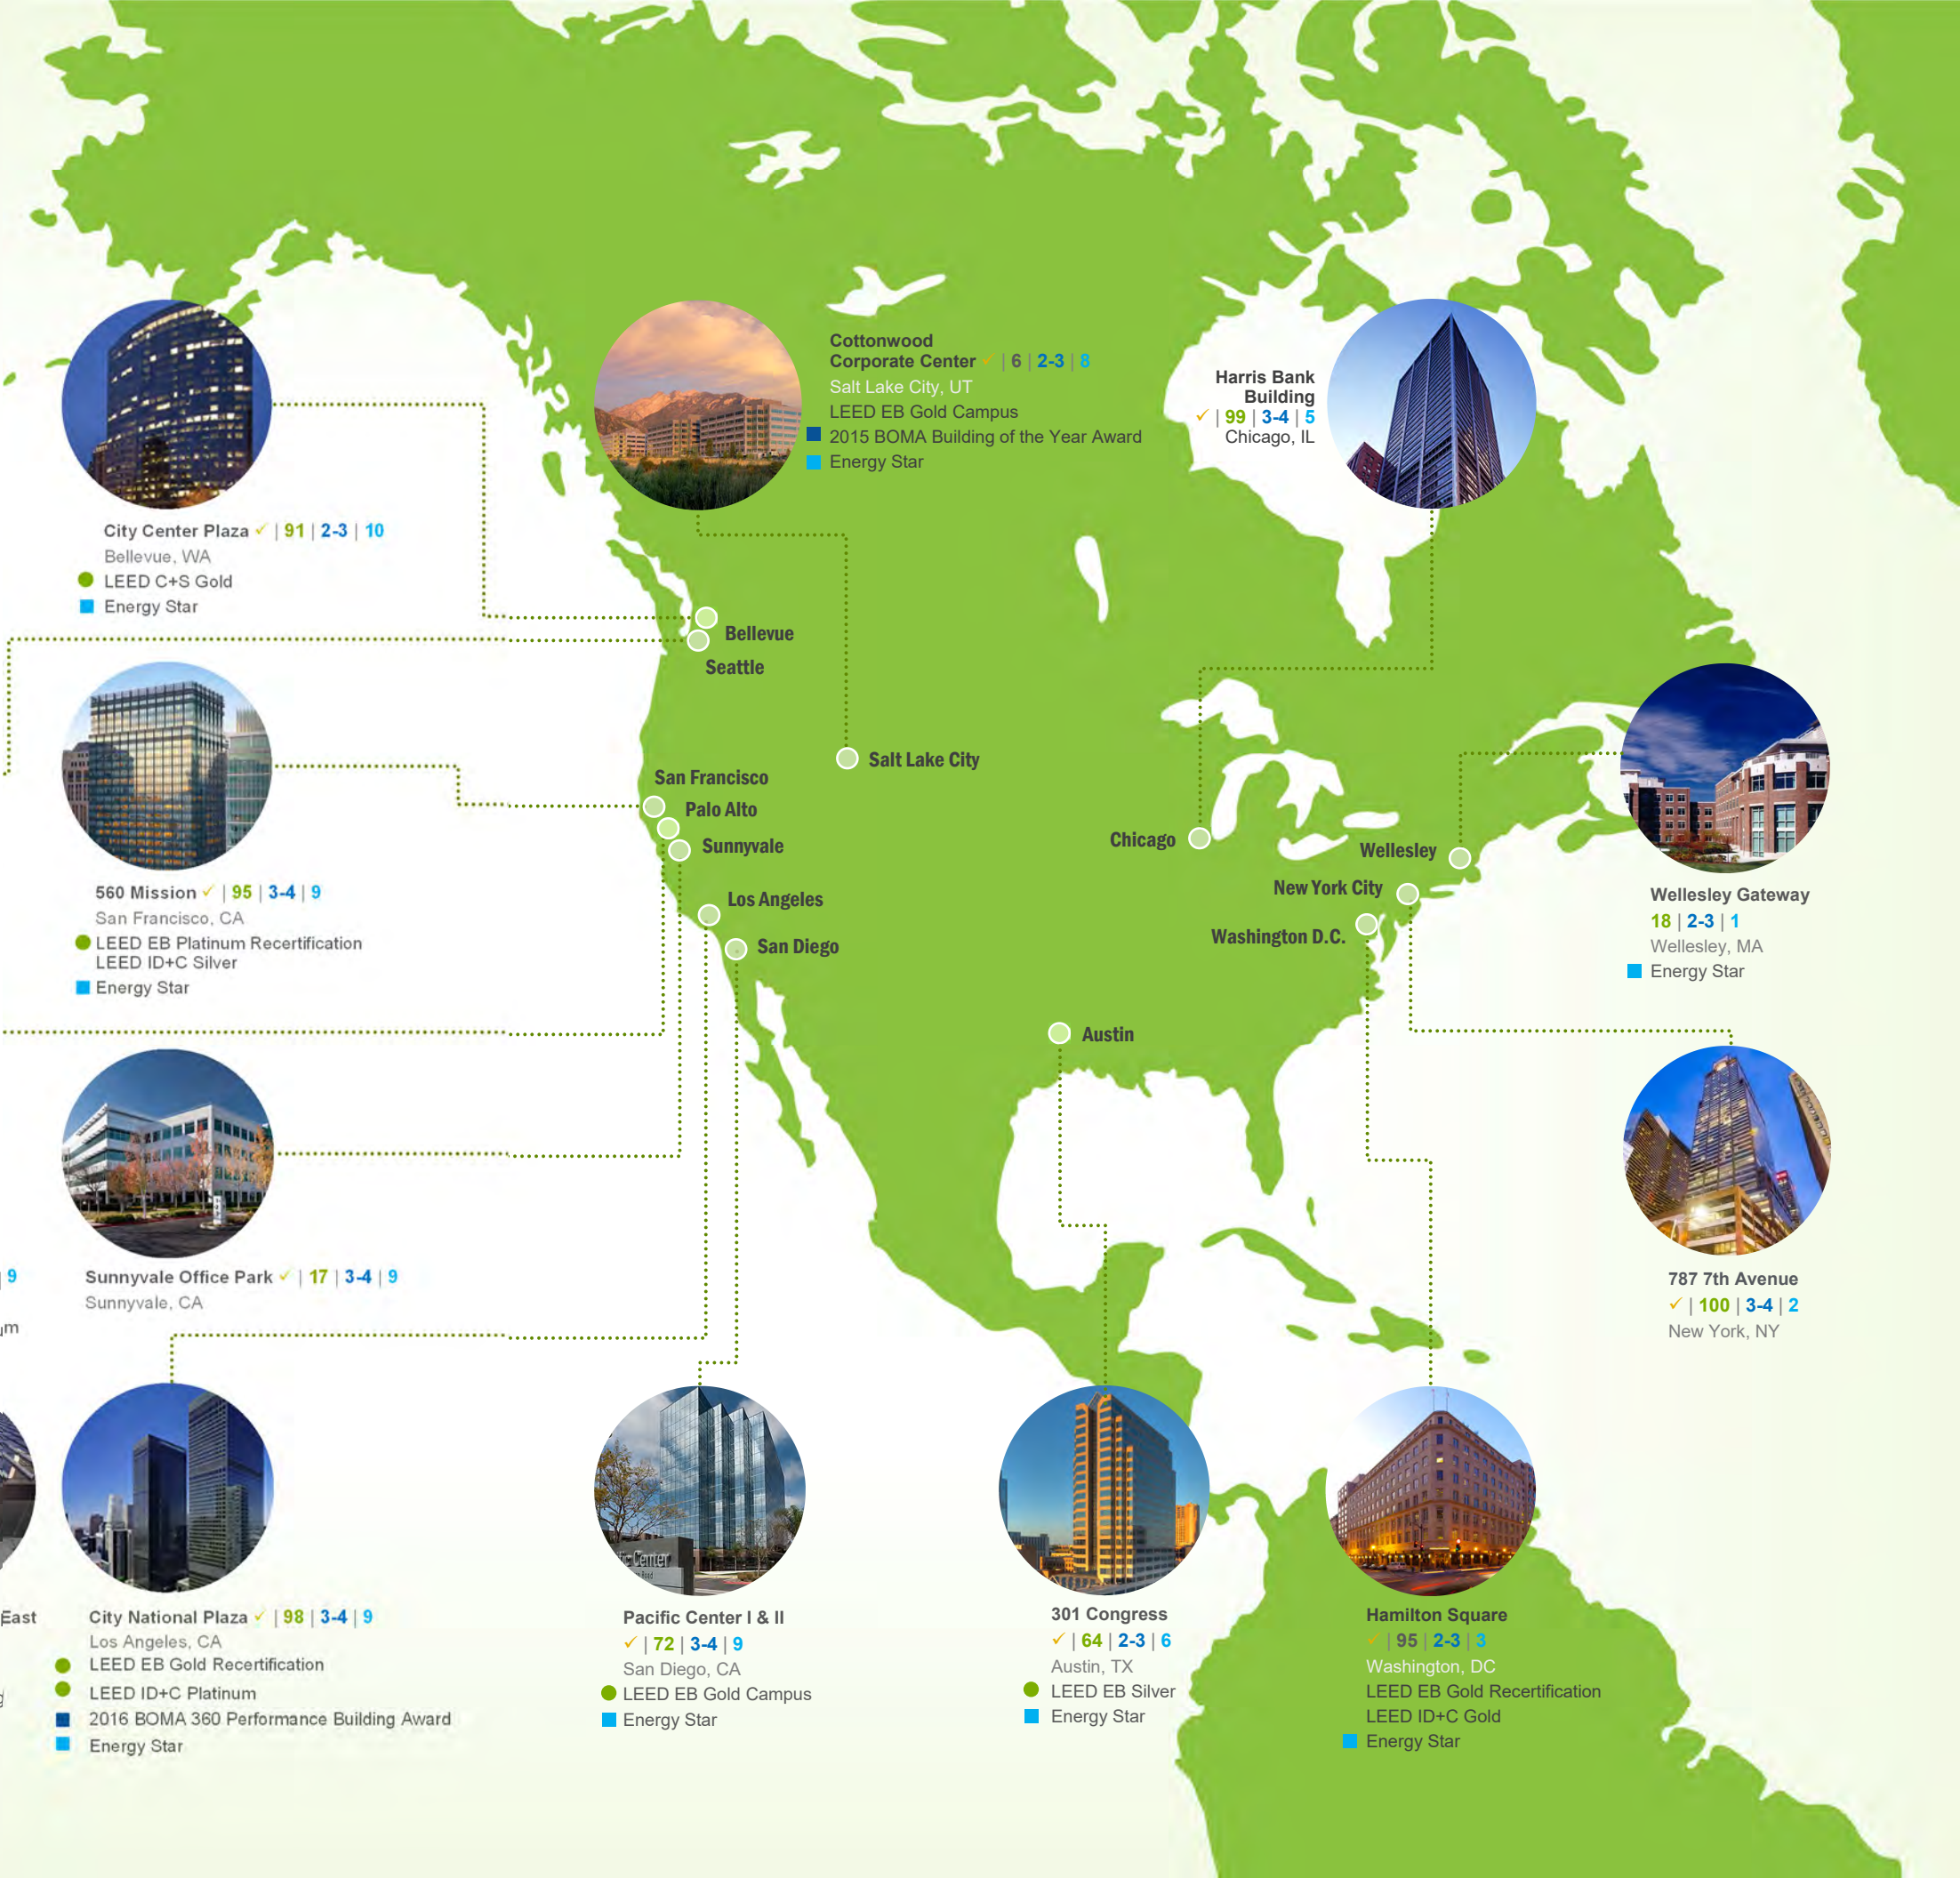 Cottonwood
Corporate Center ✓ | 6 | 2-3 | 8
Salt Lake City, UT
LEED EB Gold Campus
2015 BOMA Building of the Year Award
Energy Star
Harris Bank
Building
✓ | 99 | 3-4 | 5
Chicago, IL
City Center Plaza ✓ | 91 | 2-3 | 10
Bellevue, WA
LEED C+S Gold
Energy Star
Bellevue
Seattle
Salt Lake City
San Francisco
Palo Alto
Sunnyvale
Los Angeles
San Diego
Chicago
Wellesley
New York City
Washington D.C.
Austin
560 Mission ✓ | 95 | 3-4 | 9
San Francisco, CA
LEED EB Platinum Recertification
LEED ID+C Silver
Energy Star
Wellesley Gateway
18 | 2-3 | 1
Wellesley, MA
Energy Star
| 9
Sunnyvale Office Park ✓ | 17 | 3-4 | 9
Sunnyvale, CA
787 7th Avenue
✓ | 100 | 3-4 | 2
New York, NY
East
City National Plaza ✓ | 98 | 3-4 | 9
Los Angeles, CA
LEED EB Gold Recertification
LEED ID+C Platinum
2016 BOMA 360 Performance Building Award
Energy Star
Center
Pacific Center I & II
✓ | 72 | 3-4 | 9
San Diego, CA
LEED EB Gold Campus
Energy Star
301 Congress
✓ | 64 | 2-3 | 6
Austin, TX
LEED EB Silver
Energy Star
Hamilton Square
✓ | 95 | 2-3 | 3
Washington, DC
LEED EB Gold Recertification
LEED ID+C Gold
Energy Star